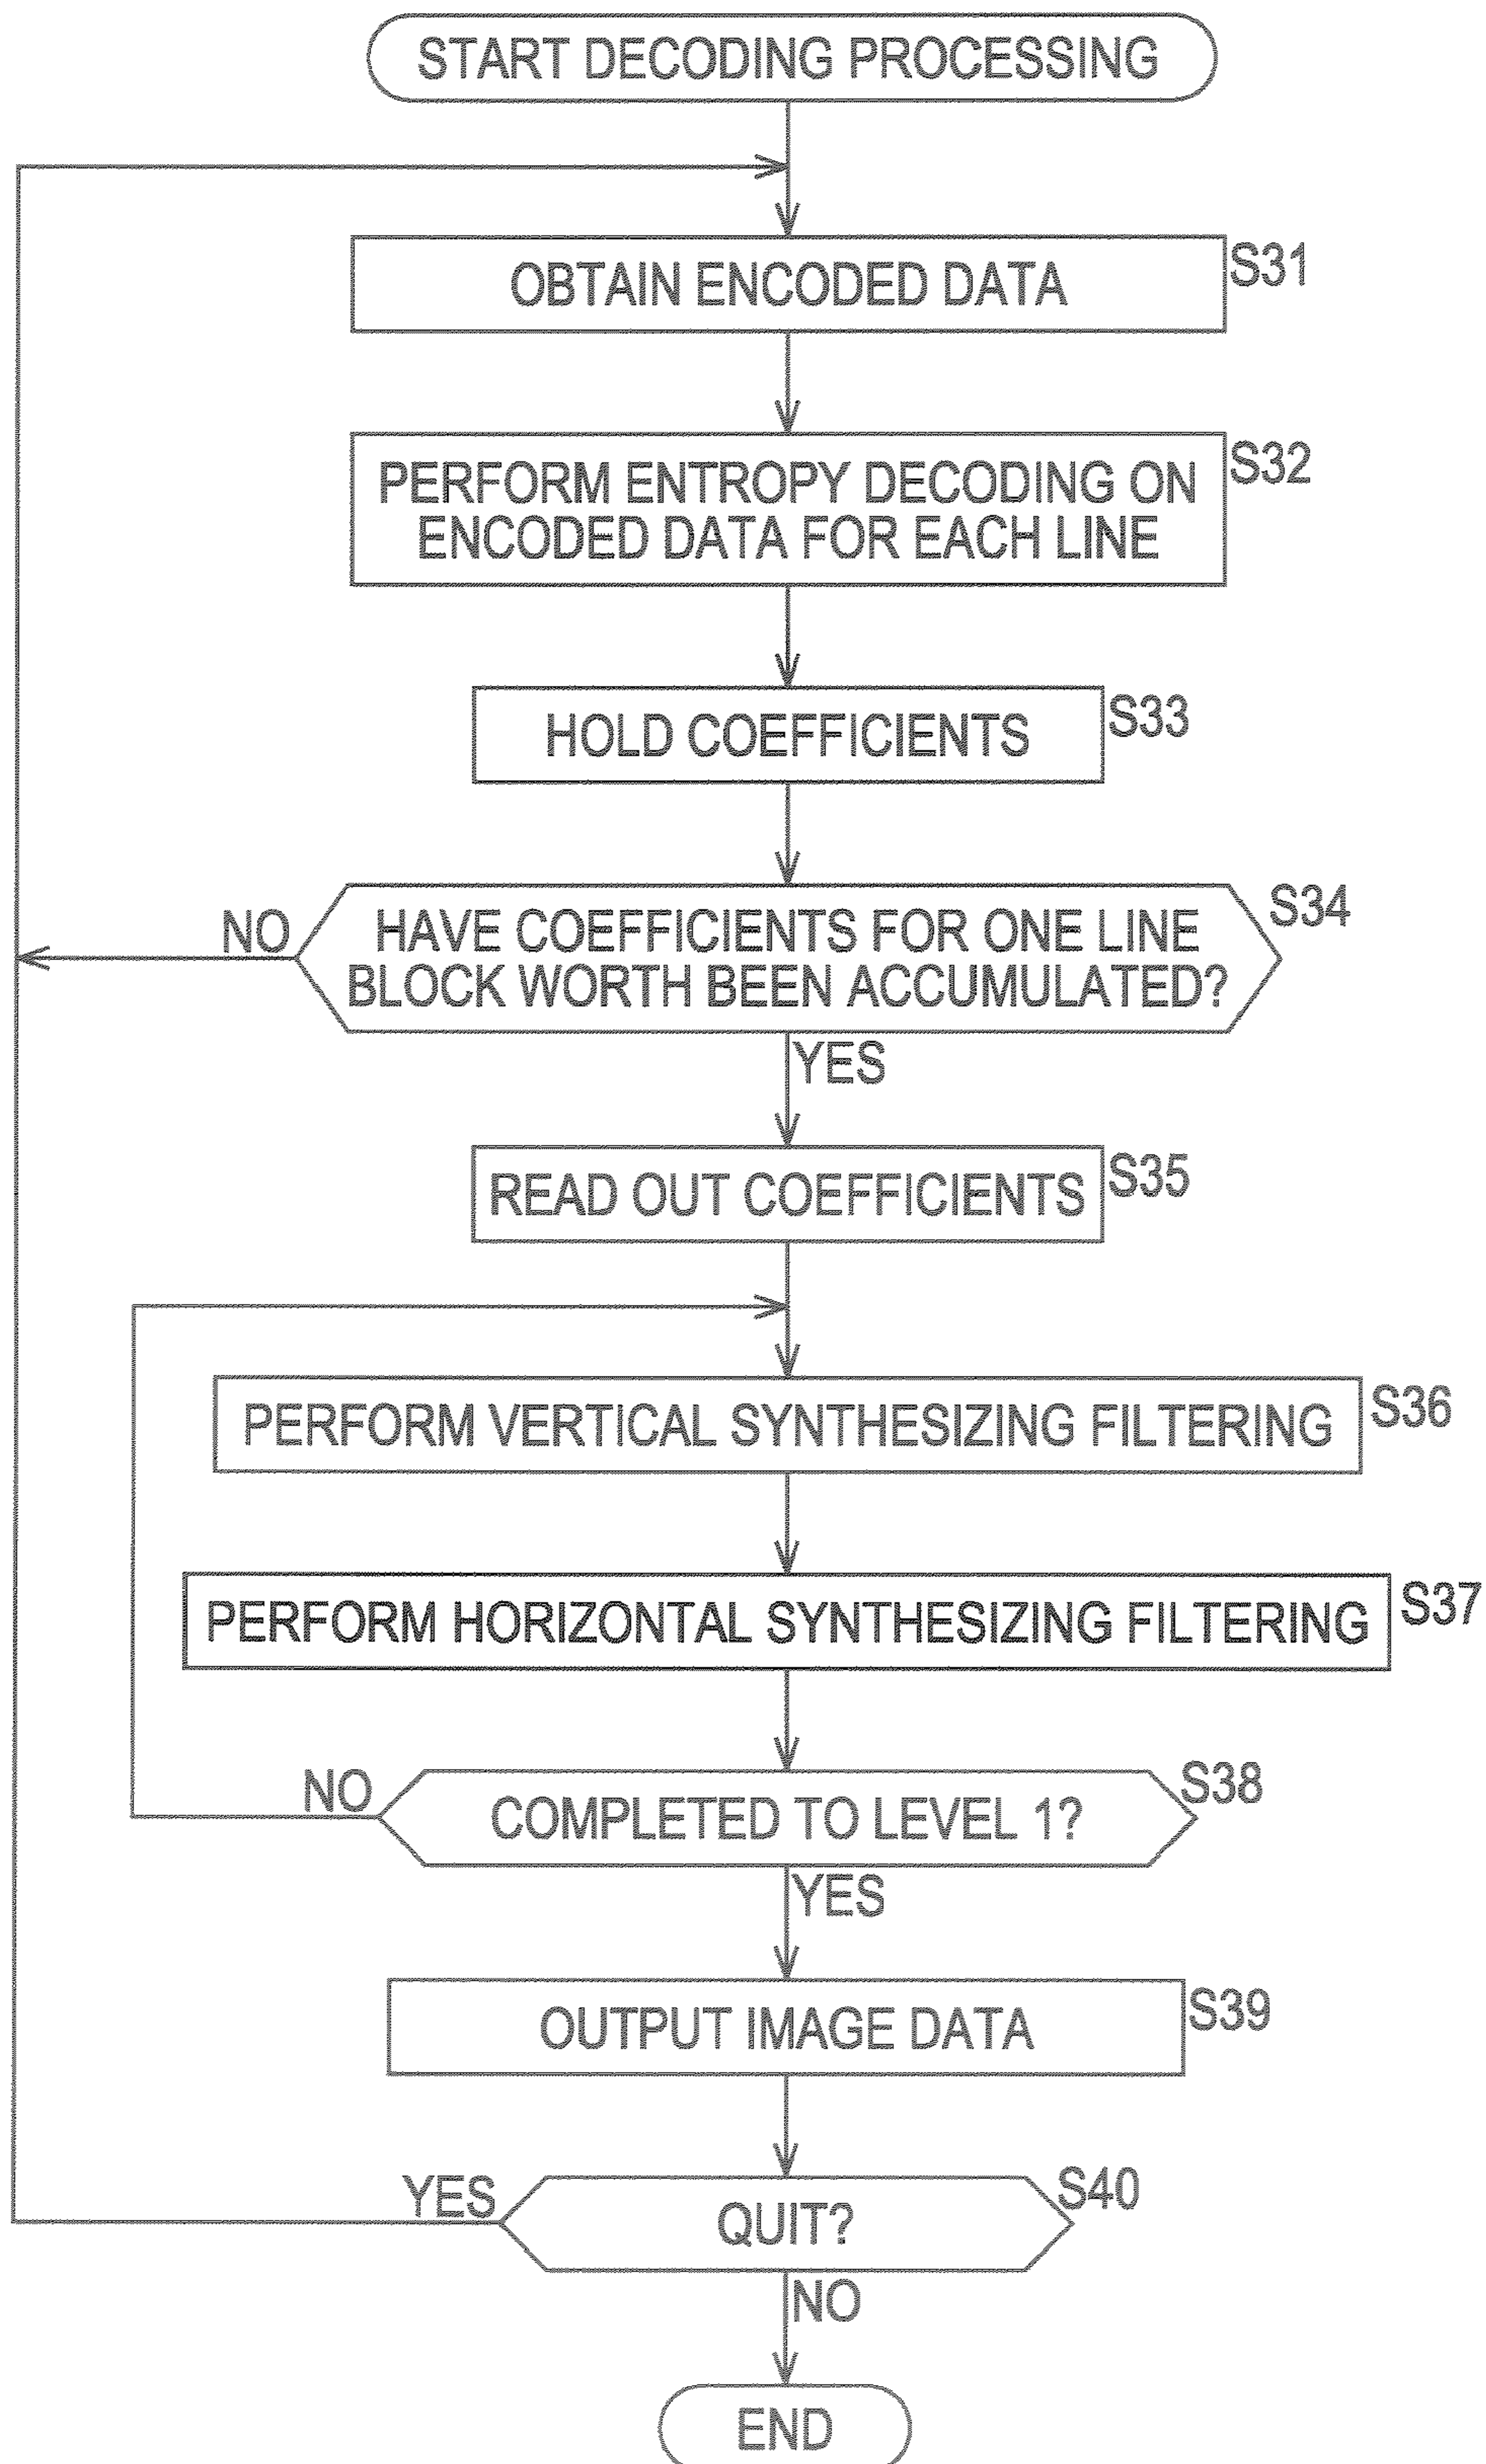 START DECODING PROCESSING
OBTAIN ENCODED DATA
S31
PERFORM ENTROPY DECODING ON
ENCODED DATA FOR EACH LINE
S32
HOLD COEFFICIENTS
S33
HAVE COEFFICIENTS FOR ONE LINE
BLOCK WORTH BEEN ACCUMULATED?
S34
NO
YES
READ OUT COEFFICIENTS
S35
PERFORM VERTICAL SYNTHESIZING FILTERING
S36
PERFORM HORIZONTAL SYNTHESIZING FILTERING
S37
COMPLETED TO LEVEL 1?
S38
NO
YES
OUTPUT IMAGE DATA
S39
QUIT?
S40
YES
NO
END